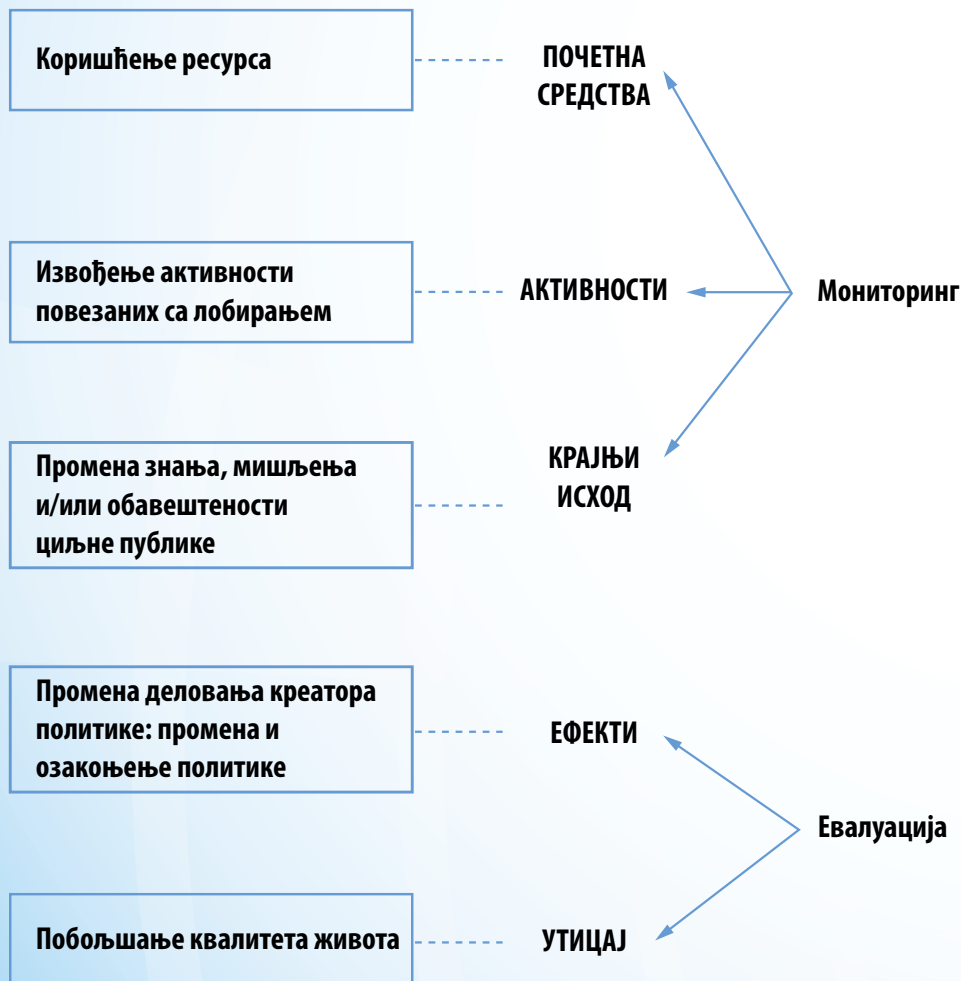 Коришћење ресурса
ПОЧЕТНА
СРЕДСТВА
Извођење активности
повезаних са лобирањем
АКТИВНОСТИ
Мониторинг
Промена знања, мишљења
и/или обавештености
циљне публике
КРАЈЊИ
ИСХОД
Промена деловања креатора
политике: промена и
озакоњење политике
ЕФЕКТИ
Евалуација
Побољшање квалитета живота
УТИЦАЈ